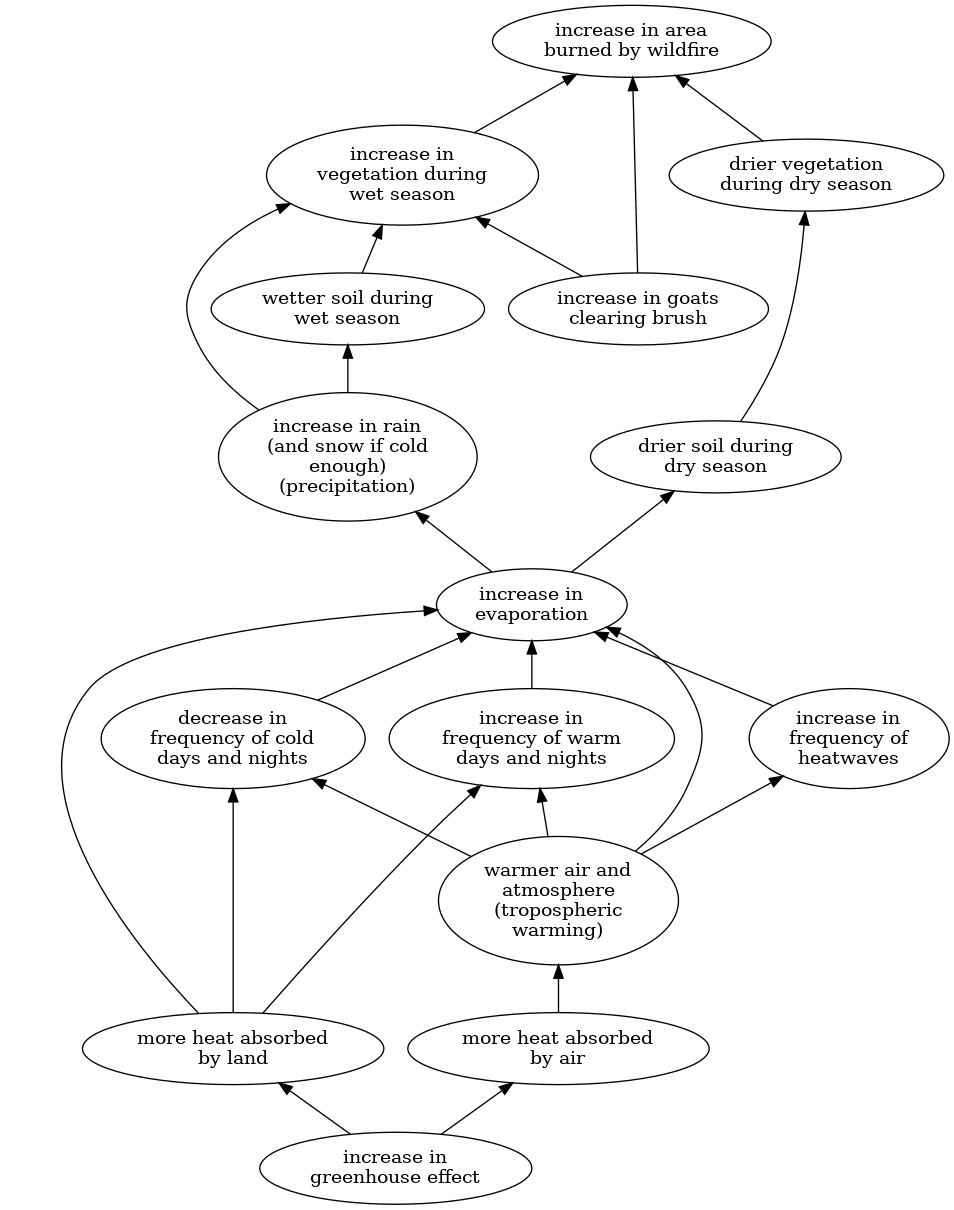 increase in area
burned by wildfire
increase in
vegetation during
wet season
drier vegetation
during dry season
wetter soil during
wet season
increase in goats
clearing brush
increase in rain
(and snow if cold
enough)
(precipitation)
drier soil during
dry season
increase in
evaporation
decrease in
frequency of cold
days and nights
increase in
frequency of warm
days and nights
increase in
frequency of
heatwaves
warmer air and
atmosphere
(tropospheric
warming)
more heat absorbed
by land
more heat absorbed
by air
increase in
greenhouse effect